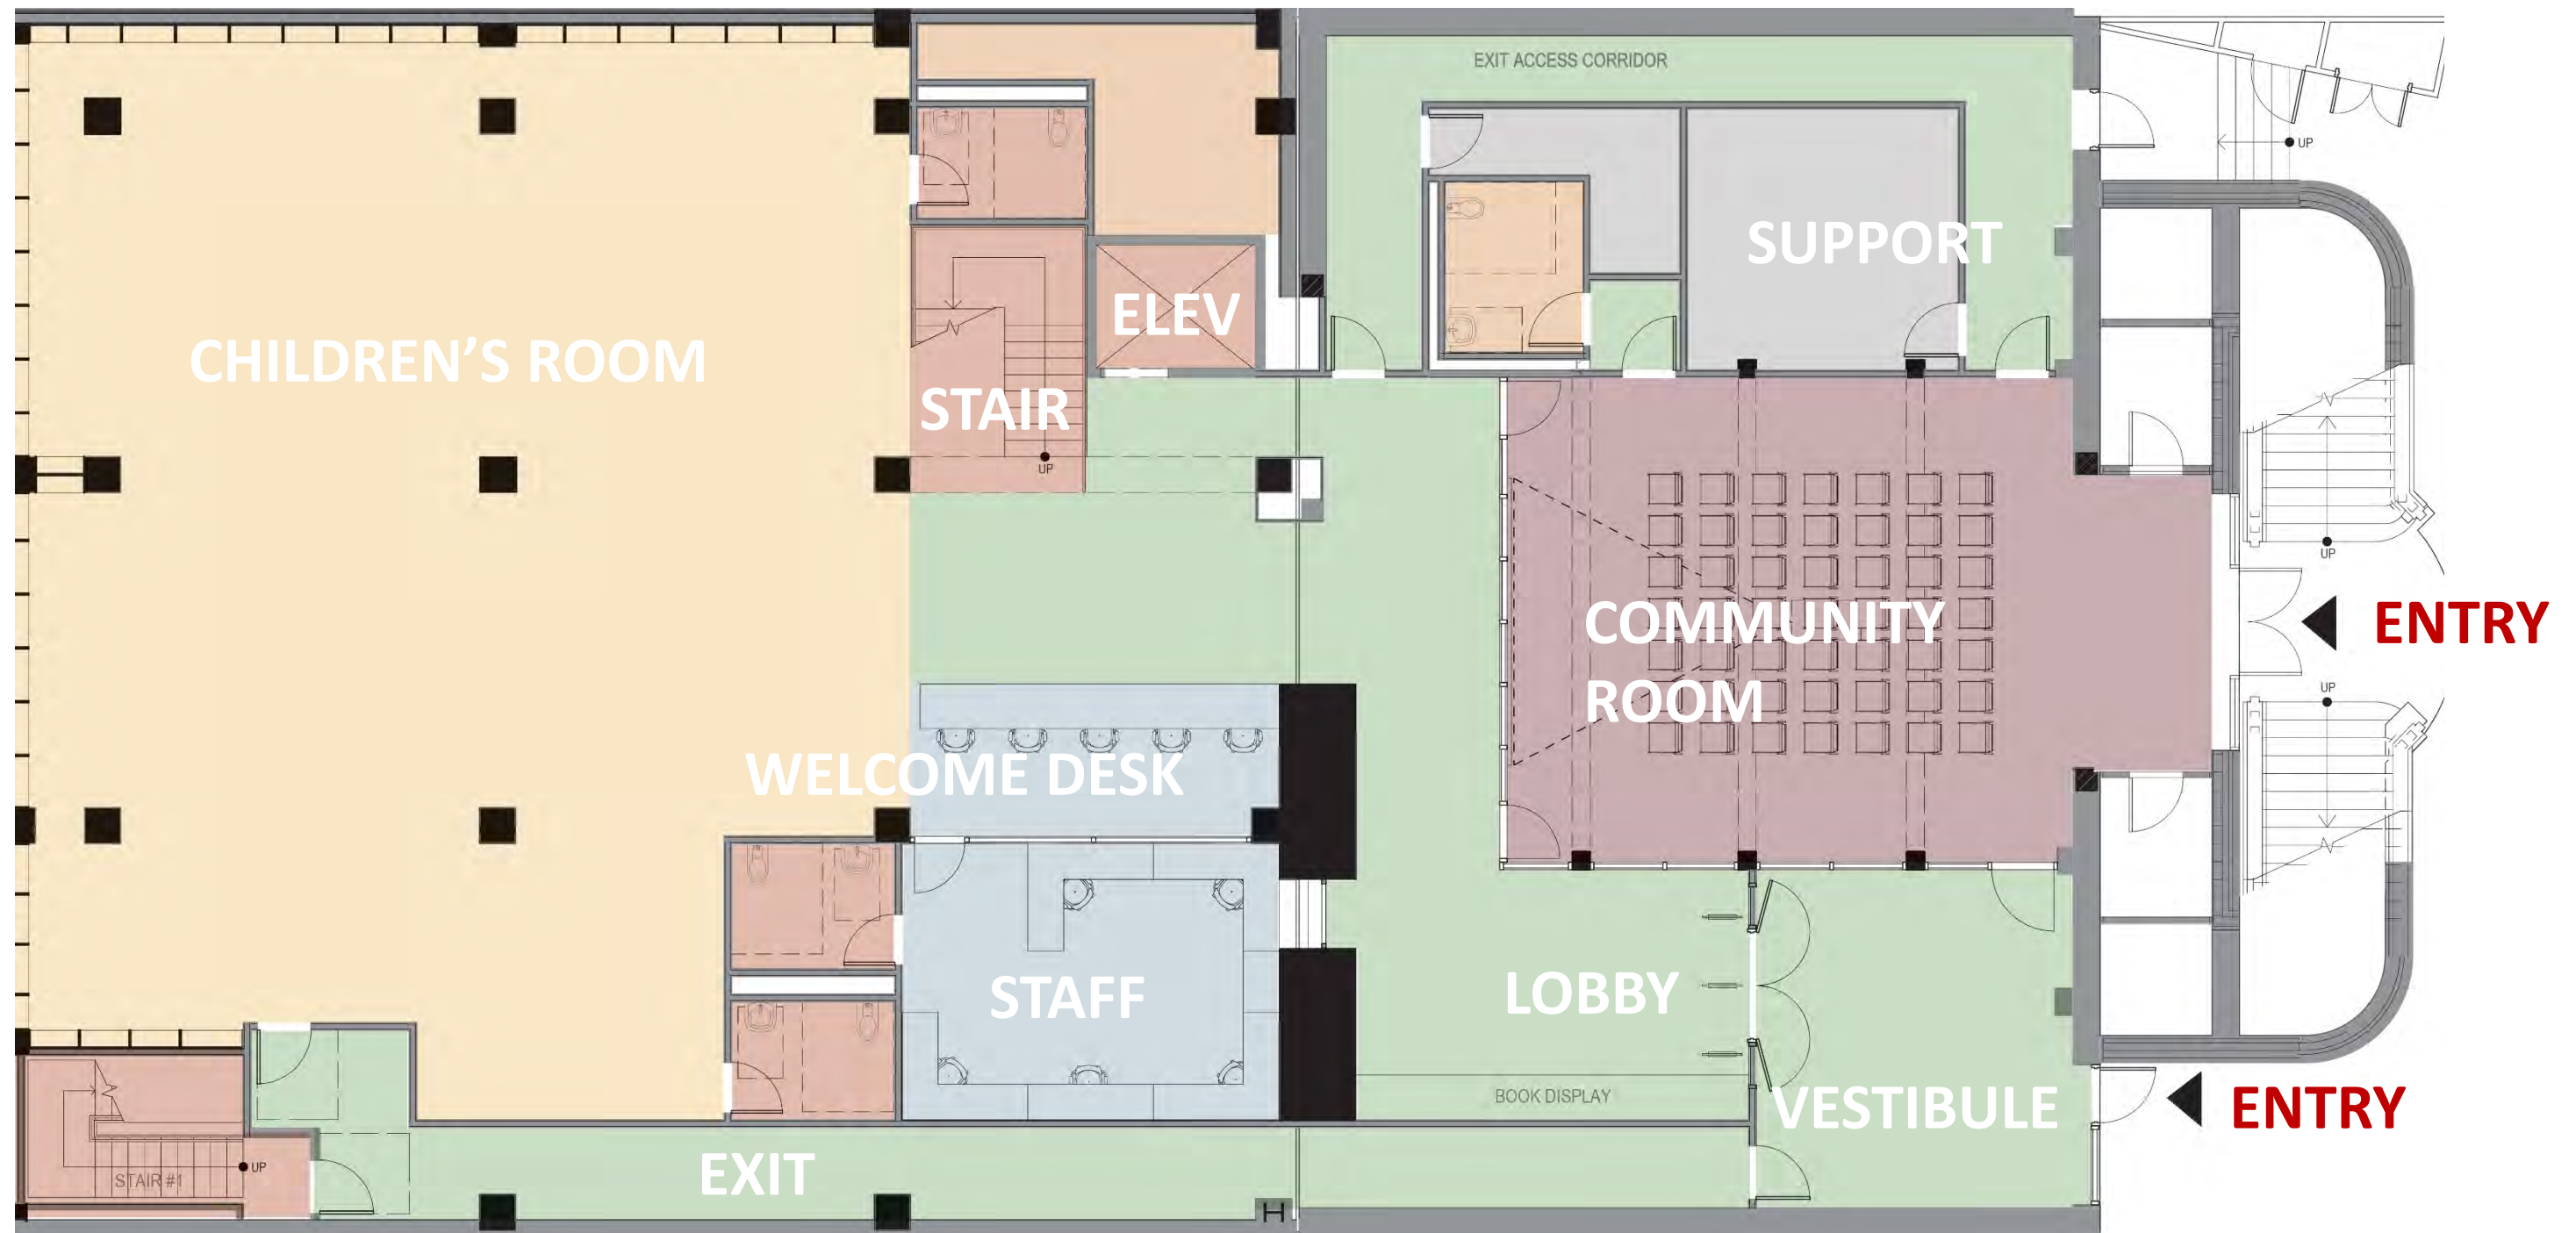 EXIT ACCESS CORRIDOR
UP
SUPPORT
ELEV
CHILDREN'S ROOM
STAIR
UP
UP
COMMUNITY
ROOM
ENTRY
UP
WELCOME DESK
STAFF
LOBBY
BOOK DISPLAY
VESTIBULE
ENTRY
EXIT
UP
STAIR #1